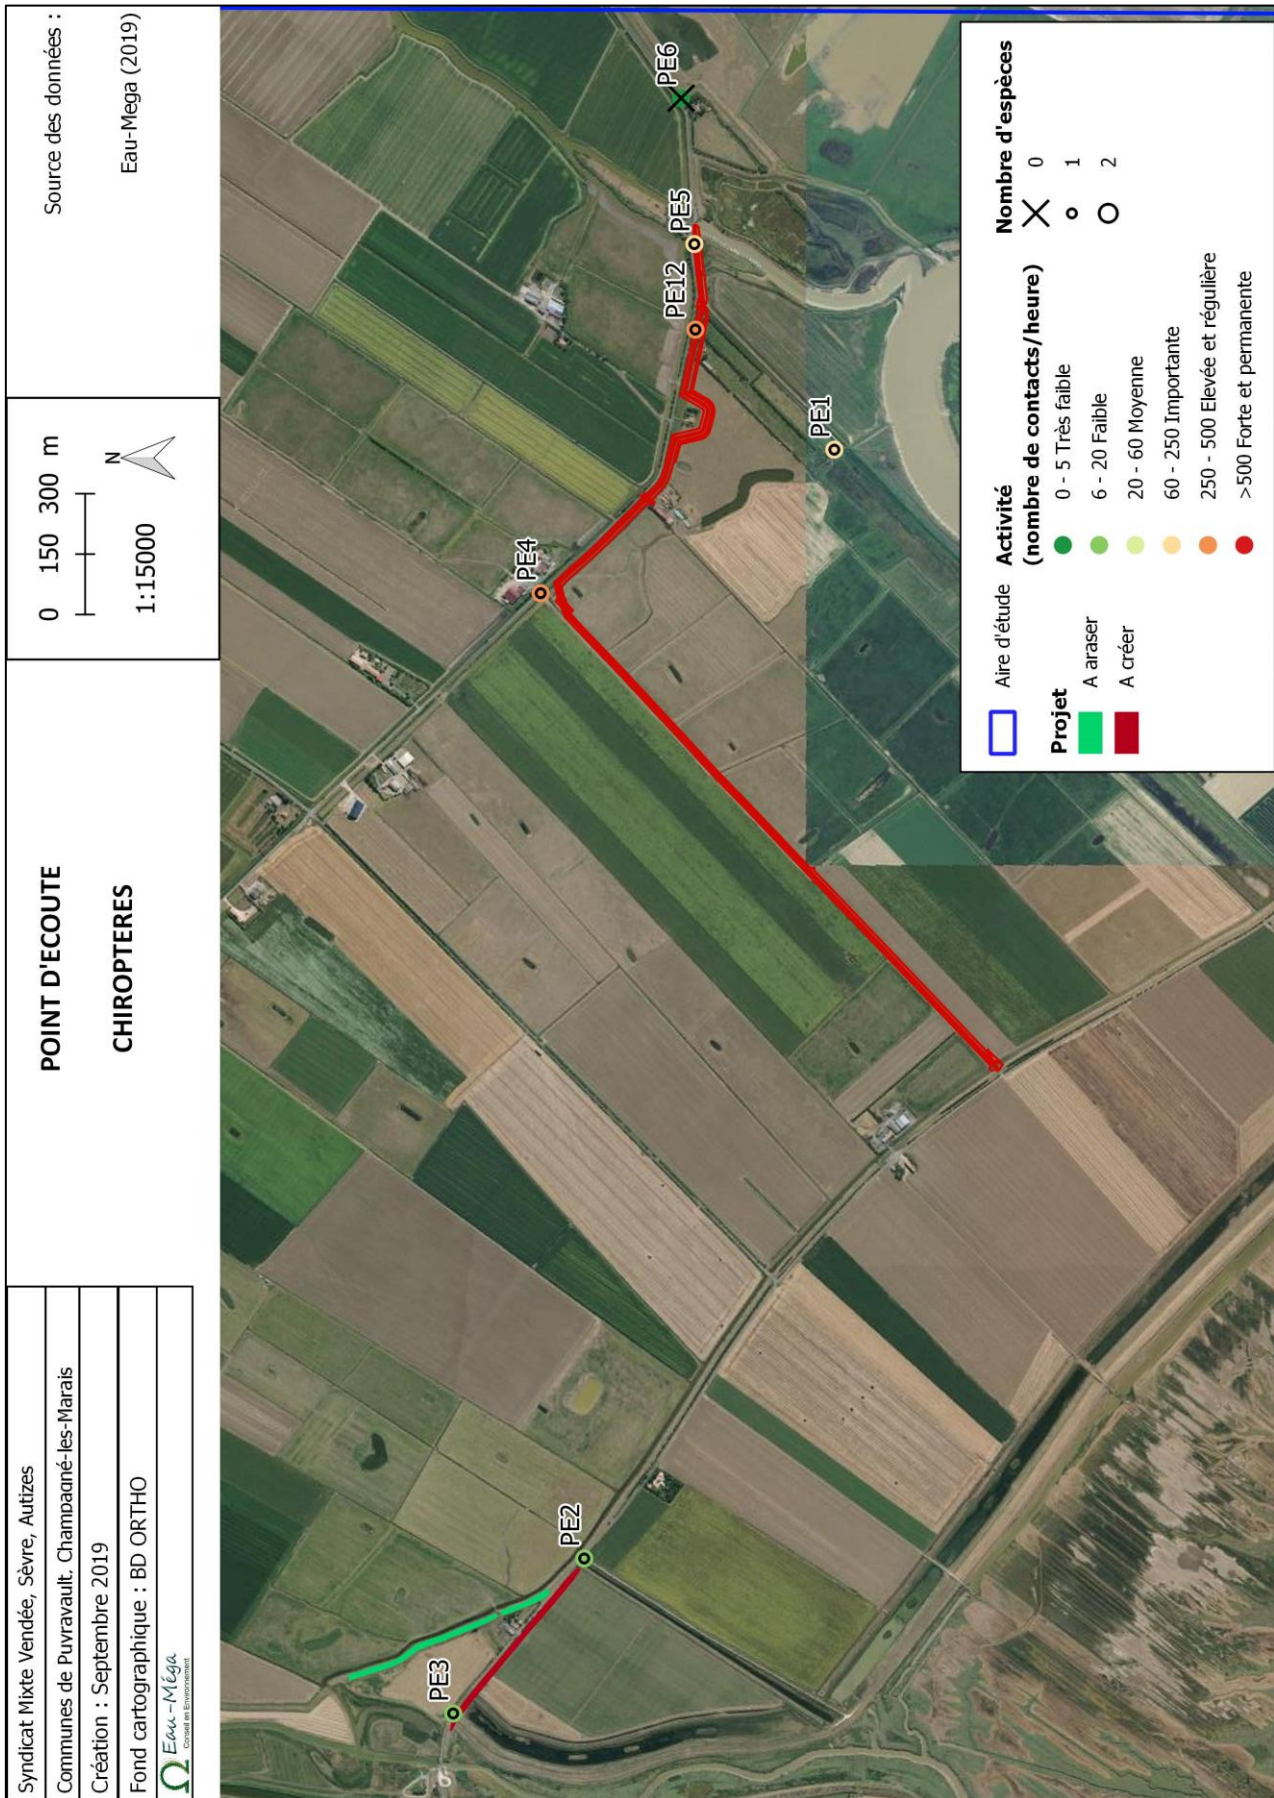 Syndicat Mixte Vendée, Sèvre, Autizes
Communes de Puyravault, Champagné-les-Marais
Création : Septembre 2019
Fond cartographique : BD ORTHO
Eau-Méga
Conseil en Environnement
POINT D'ECOUTE
CHIROPTERES
0 150 300 m
1:15000
N
Source des données :
Eau-Mega (2019)
PE3
PE2
PE4
PE12
PE5
PE6
PE1
Aire d'étude
Projet
A araser
A créer
Activité
(nombre de contacts/heure)
0 - 5 Très faible
6 - 20 Faible
20 - 60 Moyenne
60 - 250 Importante
250 - 500 Elevée et régulière
>500 Forte et permanente
Nombre d'espèces
0
1
2